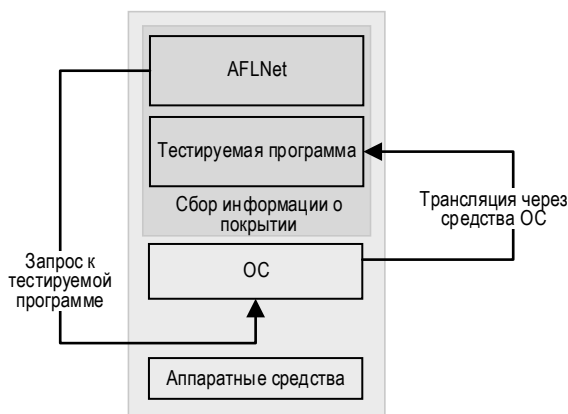 AFLNet
Тестируемая программа
Сбор информации о
покрытии
Трансляция через
средства ОС
Запрос к
тестируемой
программе
ОС
Аппаратные средства